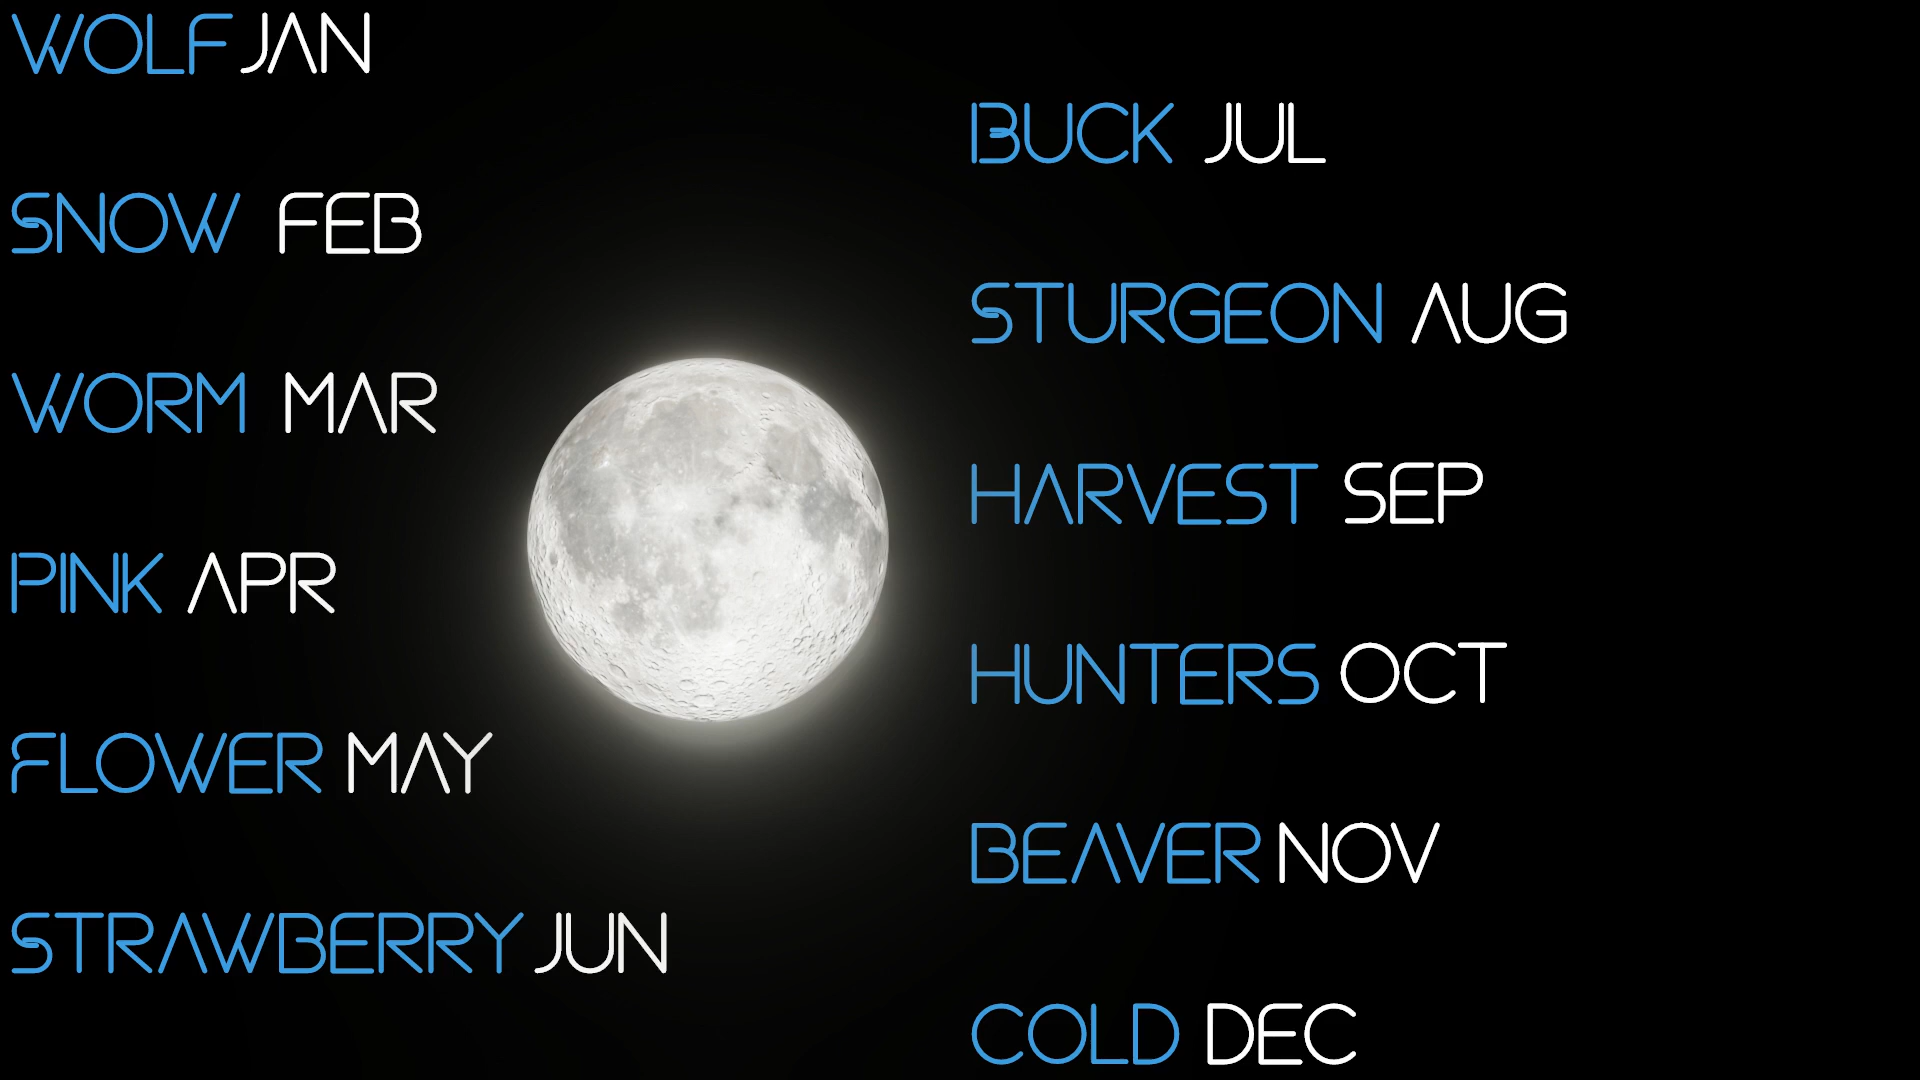 WOLF JAN
SNOW FEB
WORM MAR
PINK APR
FLOWER MAY
STRAWBERRY JUN
BUCK JUL
STURGEON AUG
HARVEST SEP
HUNTERS OCT
BEAVER NOV
COLD DEC